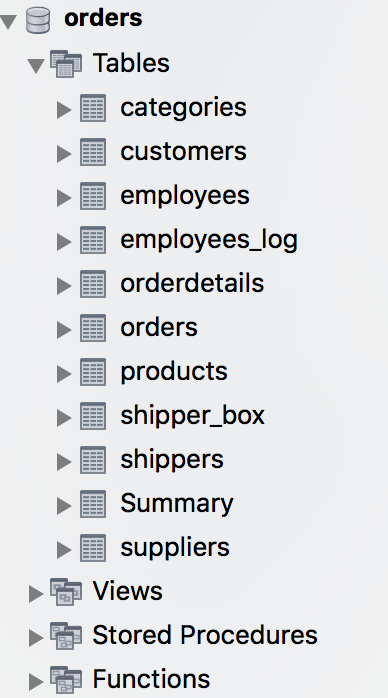 orders
Tables
categories
customers
employees
employees_log
orderdetails
orders
products
shipper_box
shippers
Summary
suppliers
Views
Stored Procedures
Functions